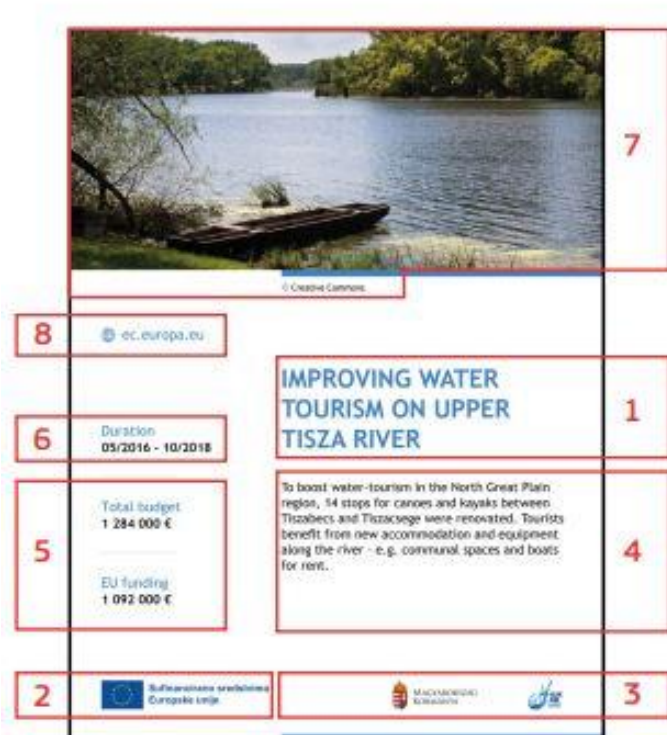 7
© Creative Commons
8
ec.europa.eu
IMPROVING WATER
TOURISM ON UPPER
TISZA RIVER
1
6
Duration
05/2016 - 10/2018
To boost water-tourism in the North Great Plain
region, 14 stops for canoes and kayaks between
Tiszabecs and Tiszacsege were renovated. Tourists
benefit from new accommodation and equipment
along the river - e.g. communal spaces and boats
for rent.
4
5
Total budget
1 284 000 €
EU funding
1 092 000 €
2
Sufinancirano sredstvima
Europske unije
MAGYARORSZÁG
KORMÁNYA
3